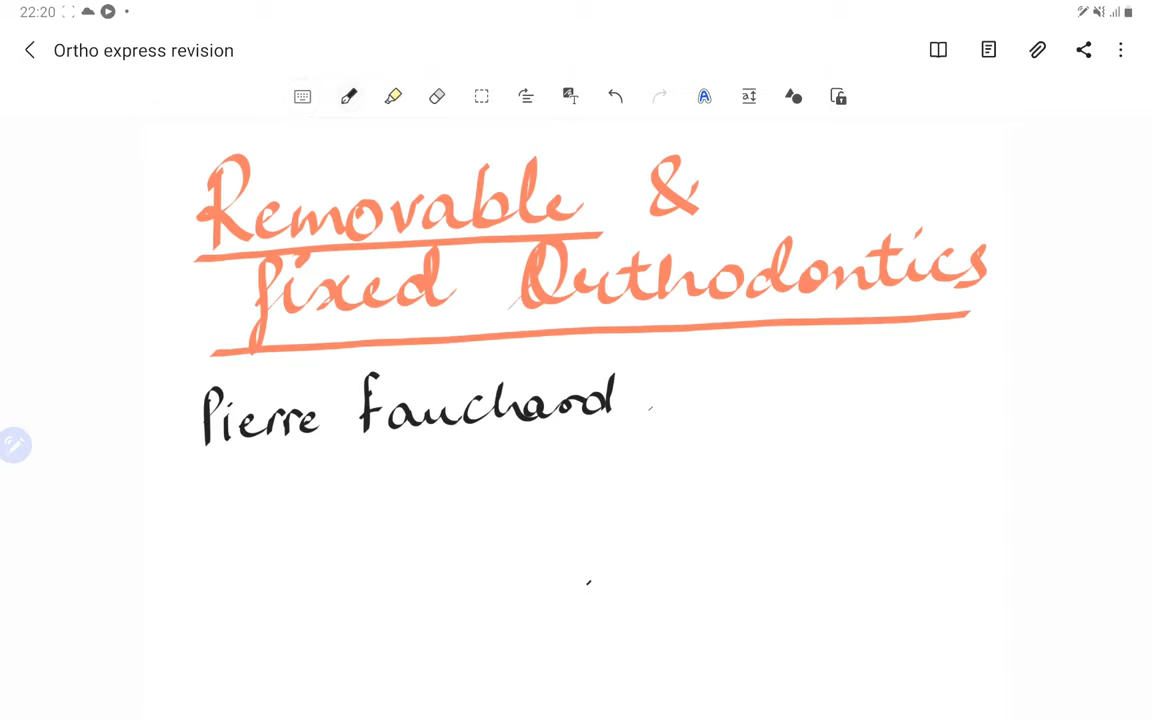 22:20
Ortho express revision
Removable &
fixed Orthodontics
Pierre Fauchard